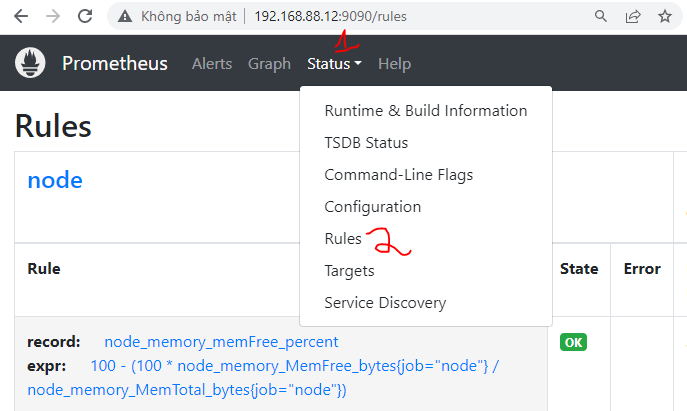 Không bảo mật | 192.168.88.12:9090/rules
1
Prometheus Alerts Graph Status Help
Runtime & Build Information
Rules
TSDB Status
node
Command-Line Flags
Configuration
Rules 2
Rule Targets State Error
Service Discovery
record: node_memory_memFree_percent OK
expr: 100 - (100 * node_memory_MemFree_bytes{job="node"} /
node_memory_MemTotal_bytes{job="node"})